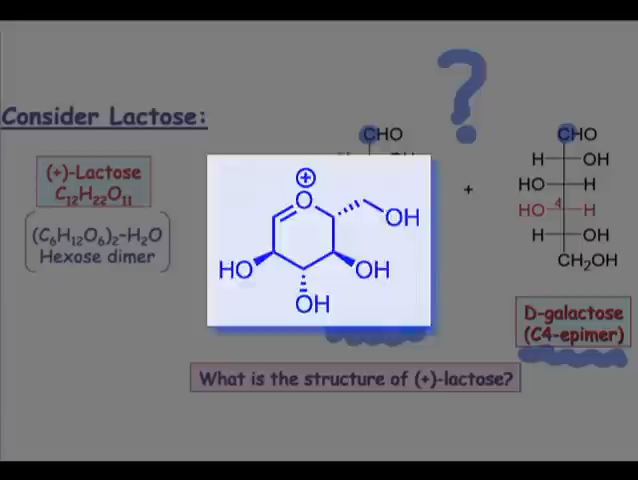 Consider Lactose:
(+)-Lactose
C12H22O11
(C6H12O6)2-H2O
Hexose dimer
?
CHO
+
CHO
H OH
HO H
HO 4 H
H OH
CH2OH
D-galactose
(C4-epimer)
+
O
OH
HO OH
OH
What is the structure of (+)-lactose?